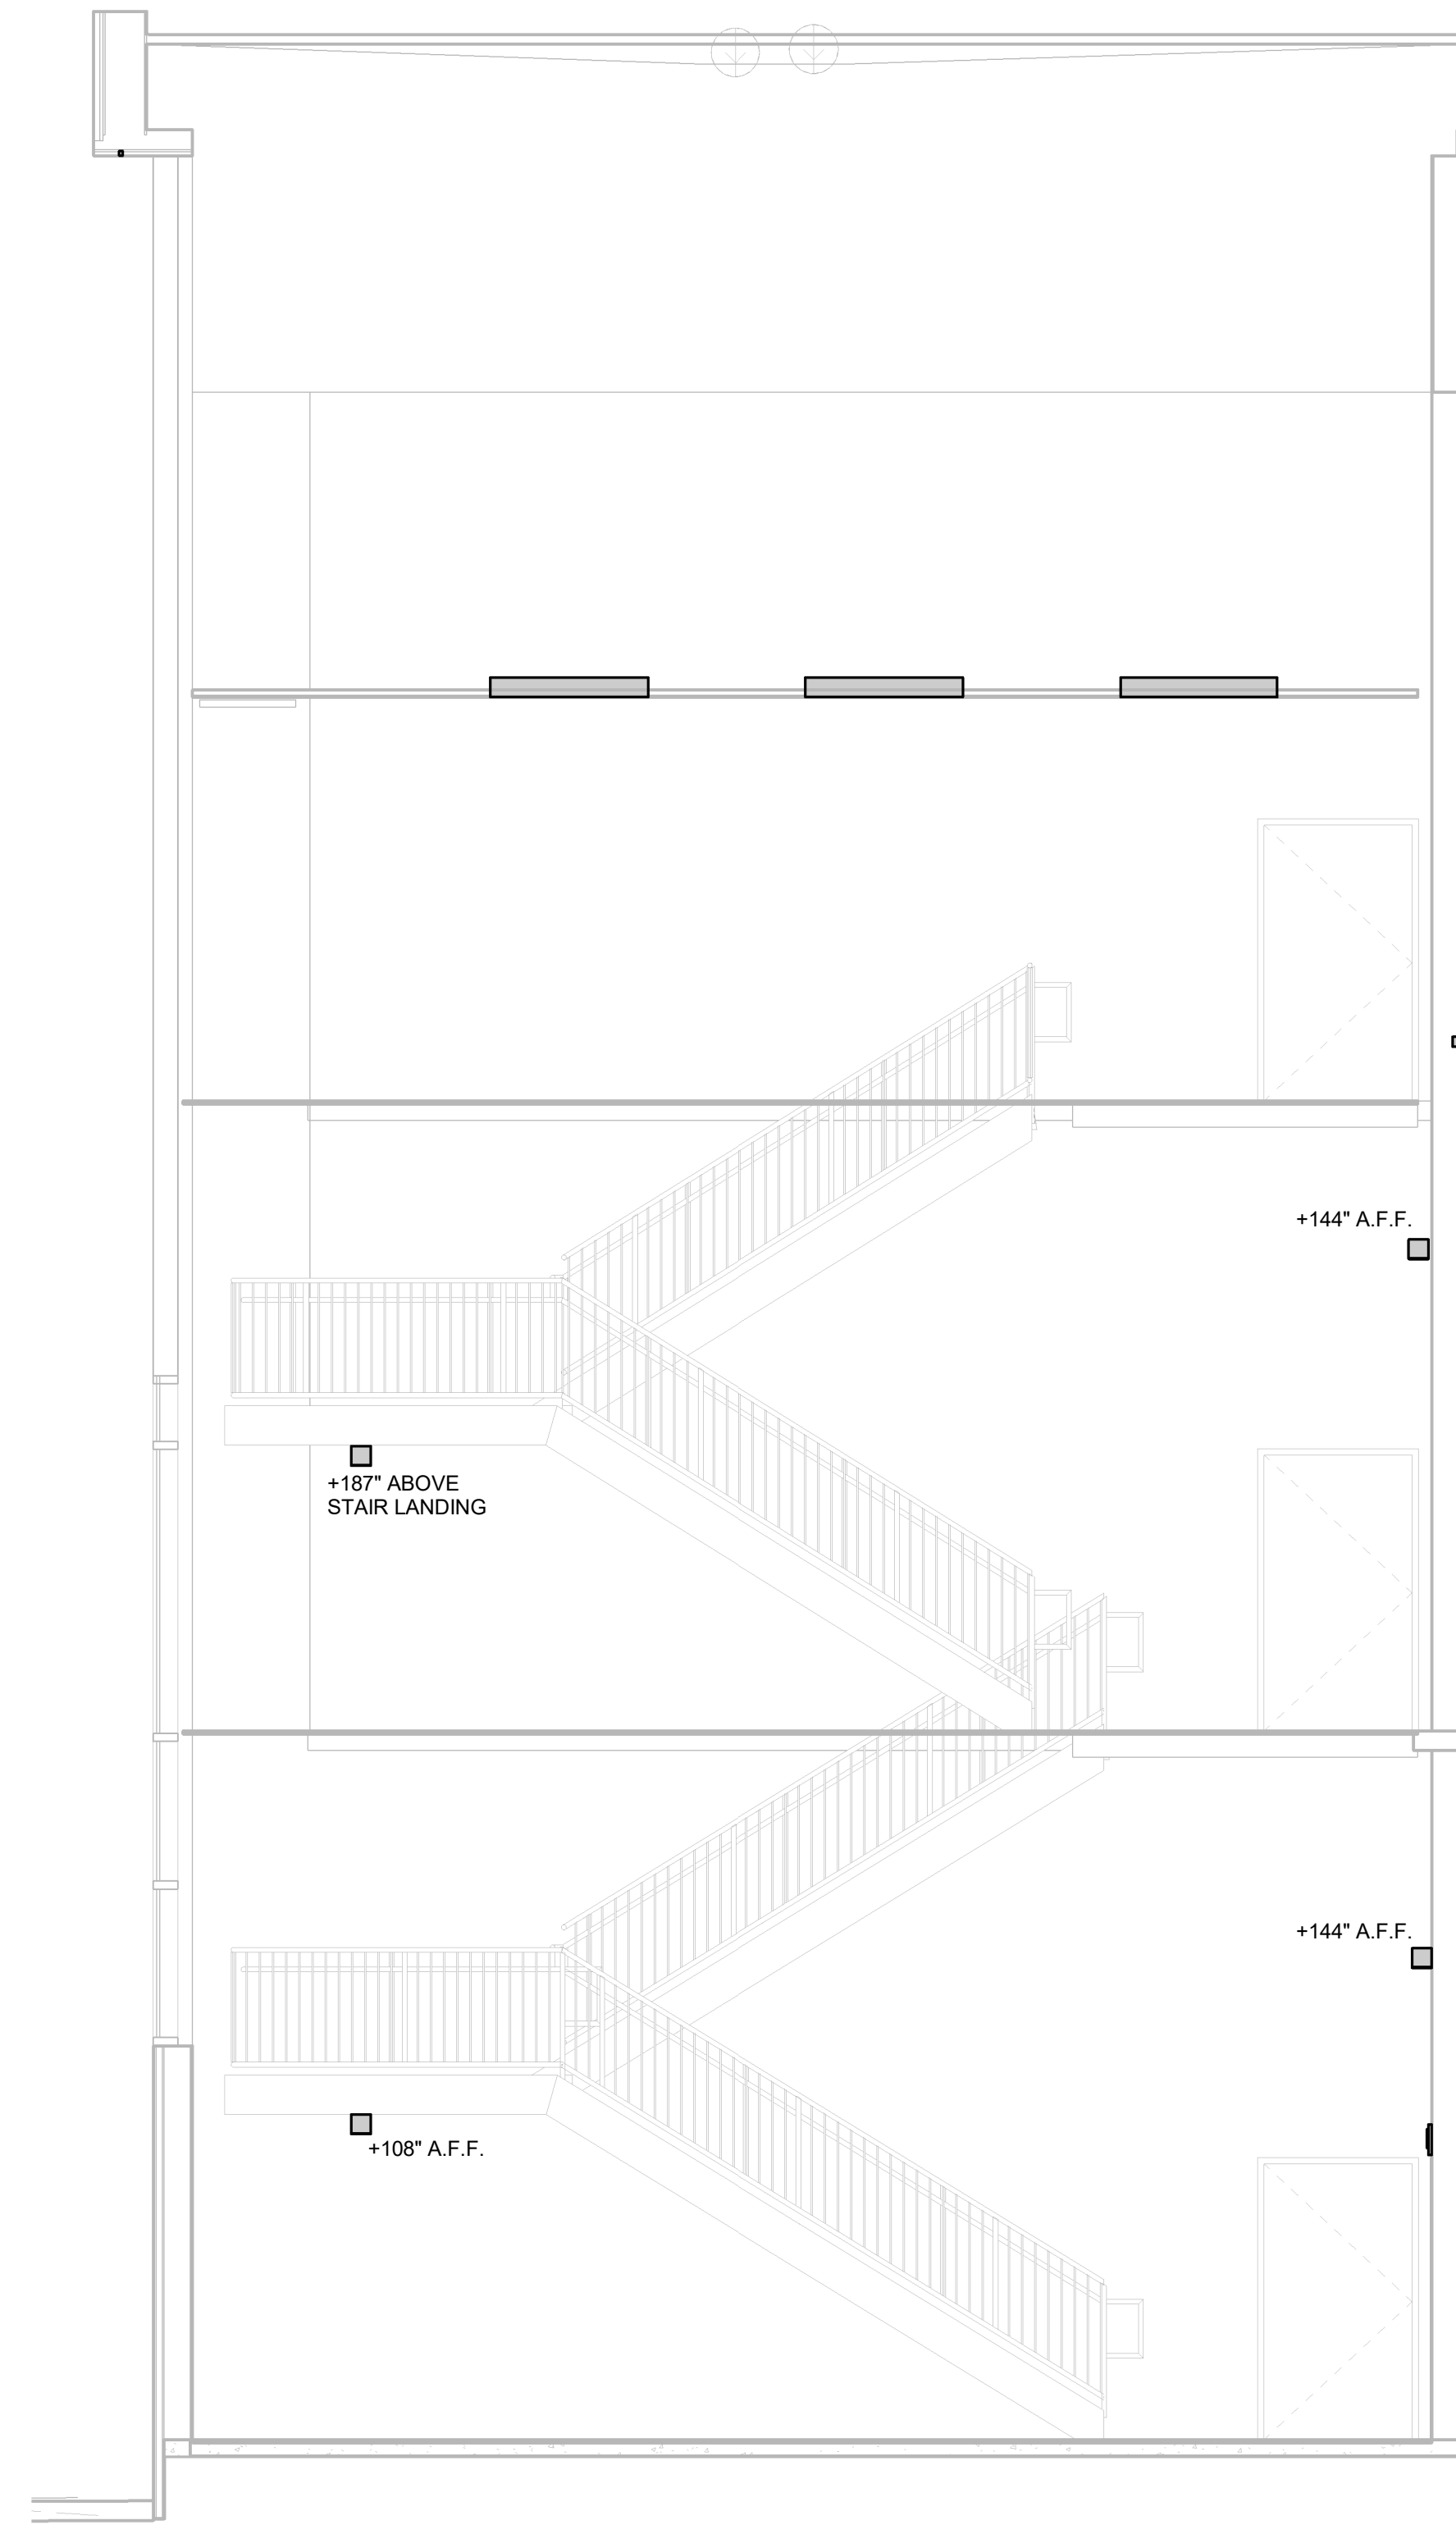 +144" A.F.F.
+187" ABOVE
STAIR LANDING
+144" A.F.F.
+108" A.F.F.